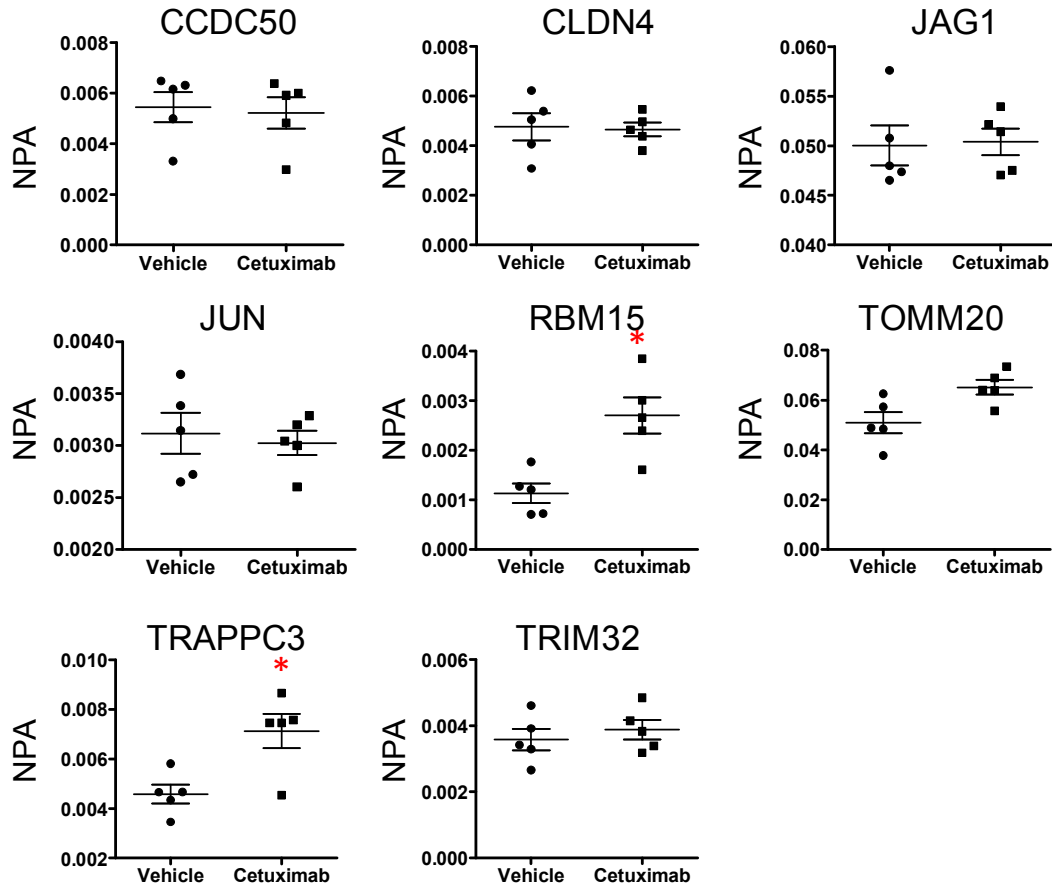 CCDC50 CLDN4 JAG1
NPA
0.008
0.006
0.004
0.002
0.000
Vehicle Cetuximab
NPA
0.008
0.006
0.004
0.002
0.000
Vehicle Cetuximab
NPA
0.060
0.055
0.050
0.045
0.040
Vehicle Cetuximab
JUN RBM15 TOMM20
NPA
0.0040
0.0035
0.0030
0.0025
0.0020
Vehicle Cetuximab
*
NPA
0.004
0.003
0.002
0.001
0.000
Vehicle Cetuximab
NPA
0.08
0.06
0.04
0.02
0.00
Vehicle Cetuximab
TRAPPC3 TRIM32
*
NPA
0.010
0.008
0.006
0.004
0.002
Vehicle Cetuximab
NPA
0.006
0.004
0.002
0.000
Vehicle Cetuximab